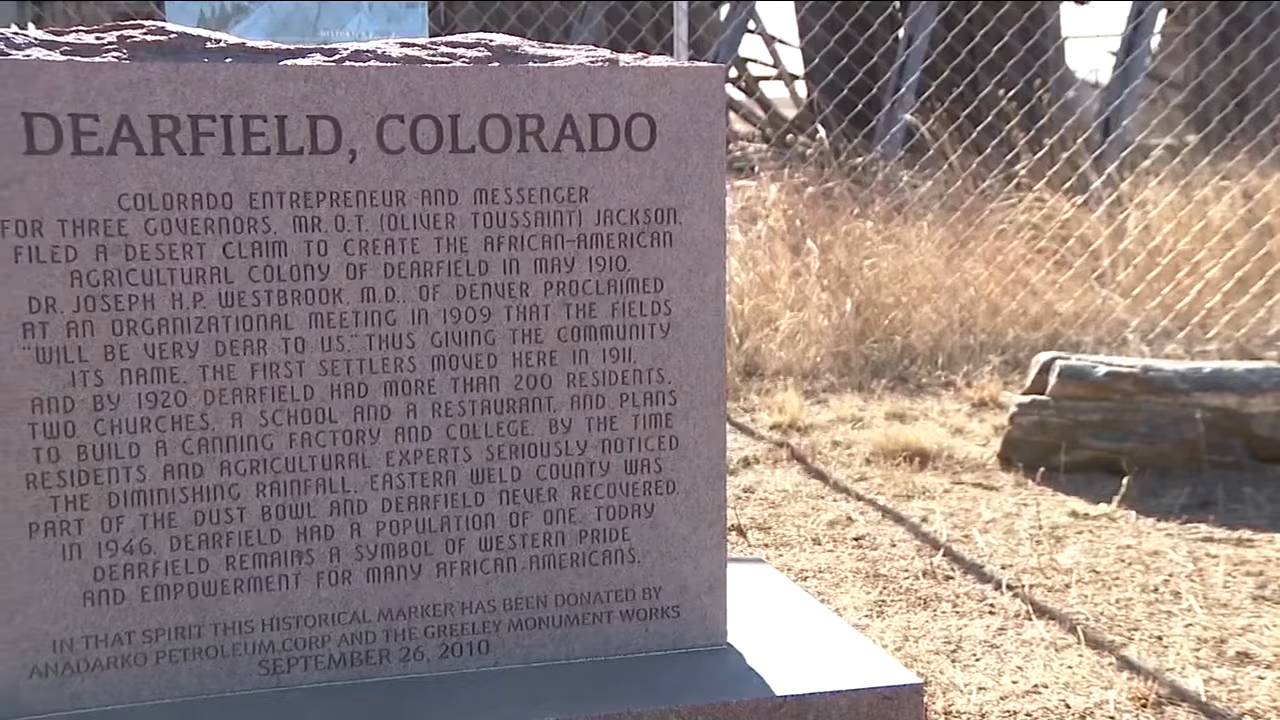 DEARFIELD, COLORADO
COLORADO ENTREPRENEUR AND MESSENGER
FOR THREE GOVERNORS, MR. O.T. (OLIVER TOUSSAINT) JACKSON,
FILED A DESERT CLAIM TO CREATE THE AFRICAN-AMERICAN
AGRICULTURAL COLONY OF DEARFIELD IN MAY 1910.
DR. JOSEPH H.P. WESTBROOK, M.D., OF DENVER PROCLAIMED
AT AN ORGANIZATIONAL MEETING IN 1909 THAT THE FIELDS
"WILL BE VERY DEAR TO US," THUS GIVING THE COMMUNITY
ITS NAME. THE FIRST SETTLERS MOVED HERE IN 1911,
AND BY 1920 DEARFIELD HAD MORE THAN 200 RESIDENTS,
TWO CHURCHES, A SCHOOL AND A RESTAURANT, AND PLANS
TO BUILD A CANNING FACTORY AND COLLEGE. BY THE TIME
RESIDENTS AND AGRICULTURAL EXPERTS SERIOUSLY NOTICED
THE DIMINISHING RAINFALL, EASTERN WELD COUNTY WAS
PART OF THE DUST BOWL AND DEARFIELD NEVER RECOVERED.
IN 1946, DEARFIELD HAD A POPULATION OF ONE. TODAY
DEARFIELD REMAINS A SYMBOL OF WESTERN PRIDE
AND EMPOWERMENT FOR MANY AFRICAN-AMERICANS.
IN THAT SPIRIT THIS HISTORICAL MARKER HAS BEEN DONATED BY
ANADARKO PETROLEUM CORP AND THE GREELEY MONUMENT WORKS
SEPTEMBER 26, 2010